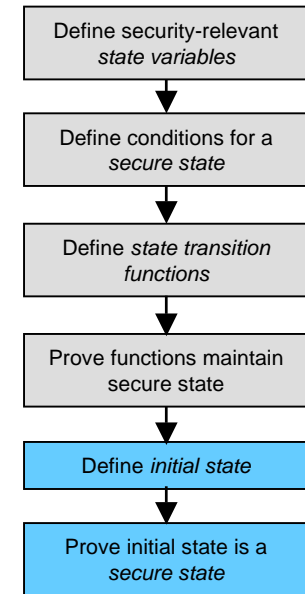 Define security-relevant
state variables
Define conditions for a
secure state
Define state transition
functions
Prove functions maintain
secure state
Define initial state
Prove initial state is a
secure state